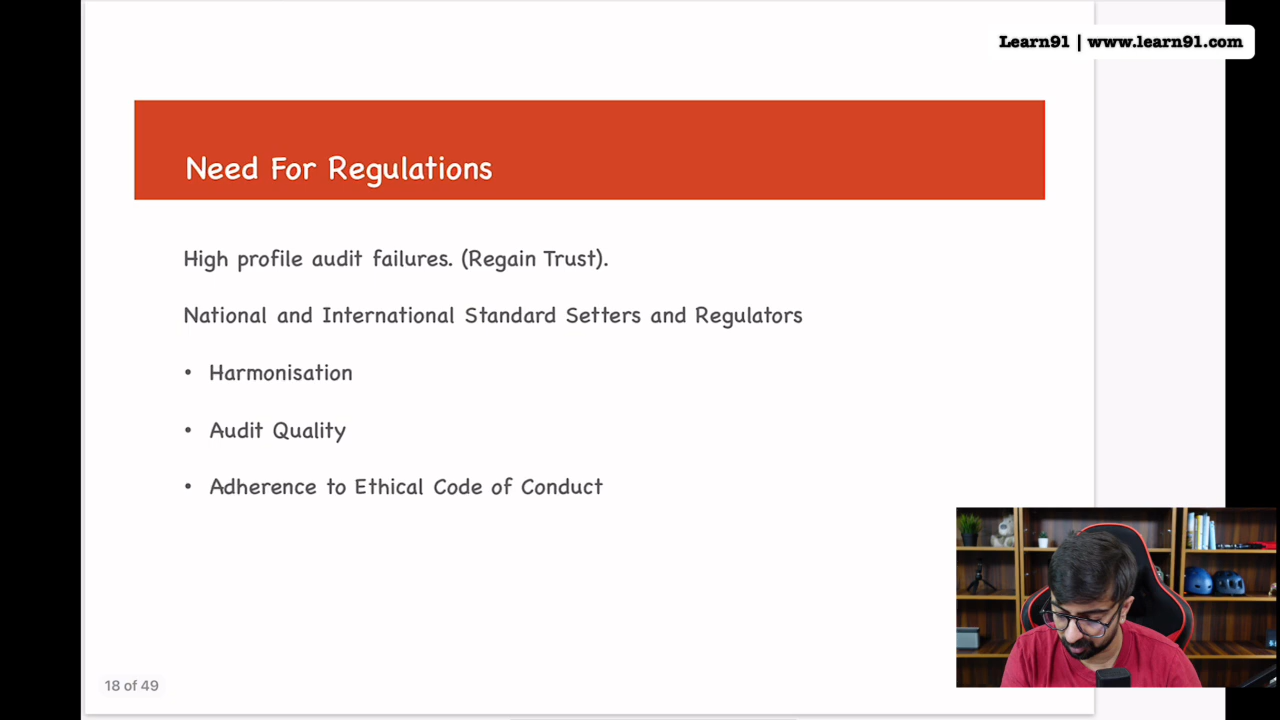 Learn91 | www.learn91.com
Need For Regulations
High profile audit failures. (Regain Trust).
National and International Standard Setters and Regulators
• Harmonisation
• Audit Quality
• Adherence to Ethical Code of Conduct
18 of 49